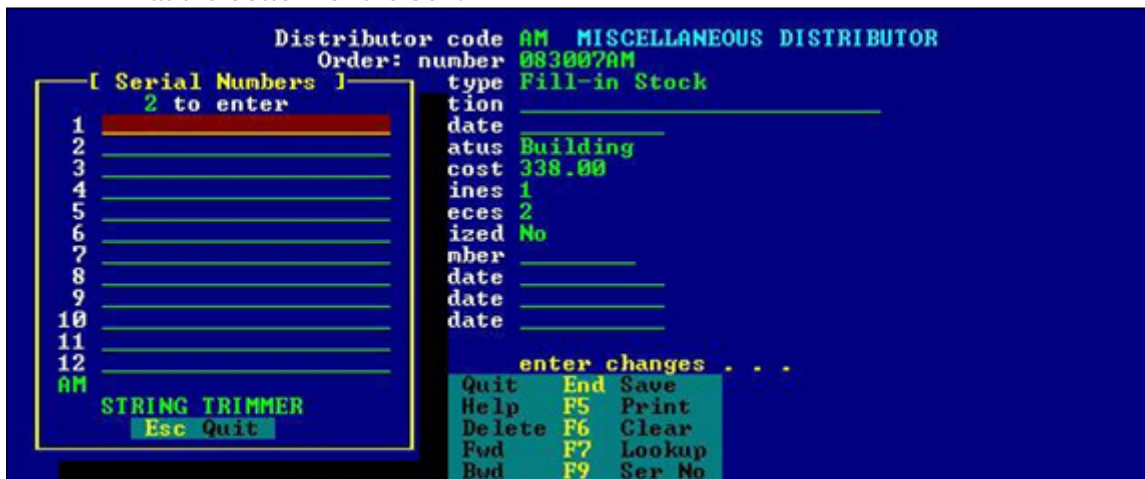 Distributor code AM MISCELLANEOUS DISTRIBUTOR
Order: number 083007AM
[ Serial Numbers ] type Fill-in Stock
2 to enter tion
1 date
2 atus Building
3 cost 338.00
4 ines 1
5 eces 2
6 ized No
7 mber
8 date
9 date
10 date
11
12 enter changes . . .
AM Quit End Save
STRING TRIMMER Help F5 Print
Esc Quit Delete F6 Clear
Fwd F7 Lookup
Bwd F9 Ser No